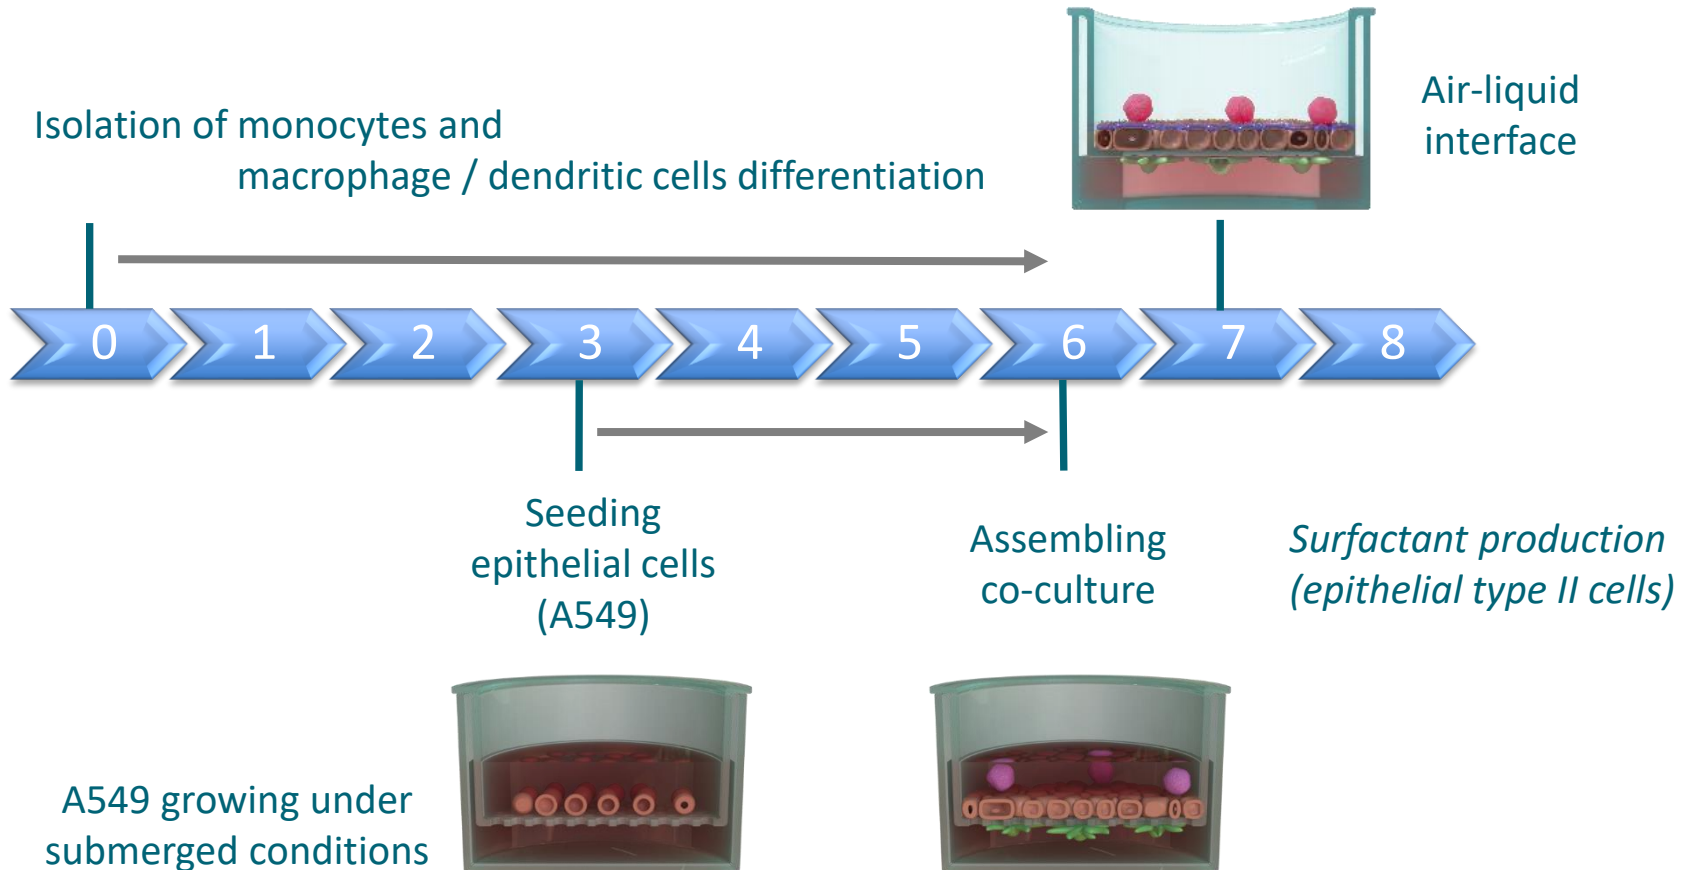 Air-liquid
interface
Isolation of monocytes and
macrophage / dendritic cells differentiation
0 1 2 3 4 5 6 7 8
Seeding
epithelial cells
(A549)
Assembling
co-culture
Surfactant production
(epithelial type II cells)
A549 growing under
submerged conditions